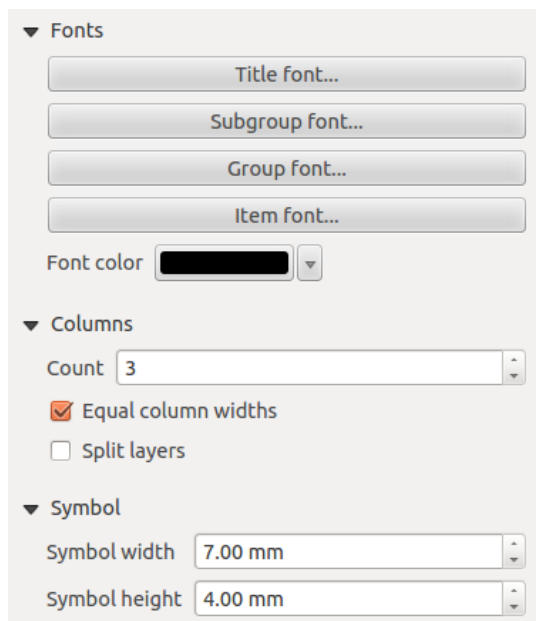 Fonts
Title font...
Subgroup font...
Group font...
Item font...
Font color
Columns
Count 3
Equal column widths
Split layers
Symbol
Symbol width 7.00 mm
Symbol height 4.00 mm